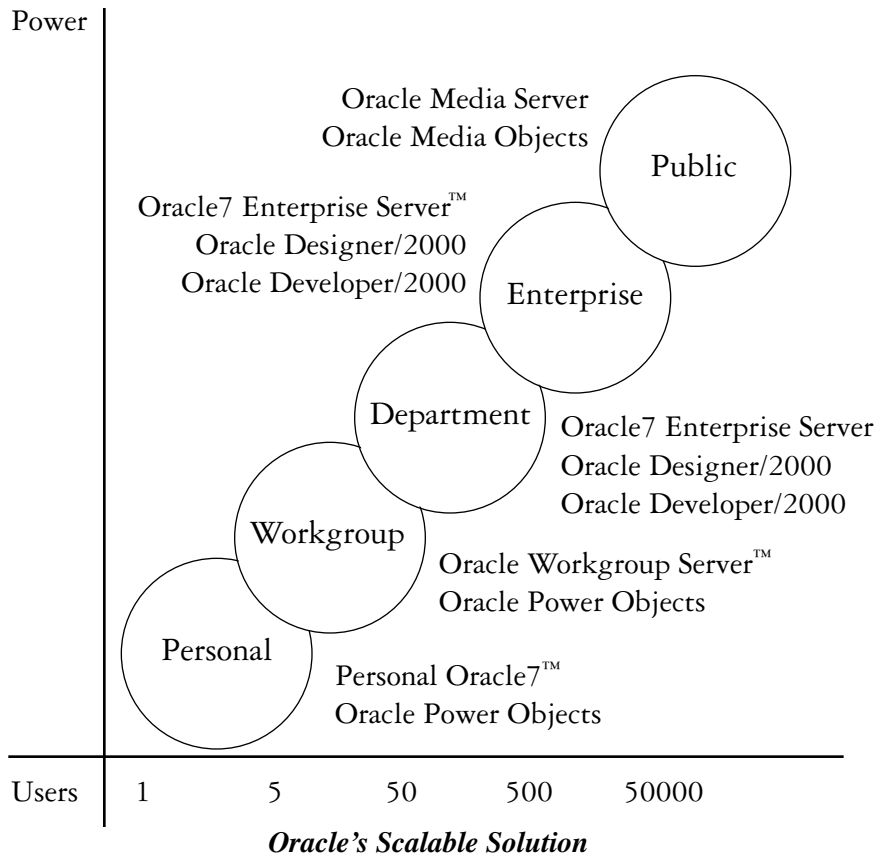 Power
Oracle Media Server
Oracle Media Objects
Public
Oracle7 Enterprise Server™
Oracle Designer/2000
Oracle Developer/2000
Enterprise
Department
Oracle7 Enterprise Server
Oracle Designer/2000
Oracle Developer/2000
Workgroup
Oracle Workgroup Server™
Oracle Power Objects
Personal
Personal Oracle7™
Oracle Power Objects
Users 1 5 50 500 50000
Oracle's Scalable Solution